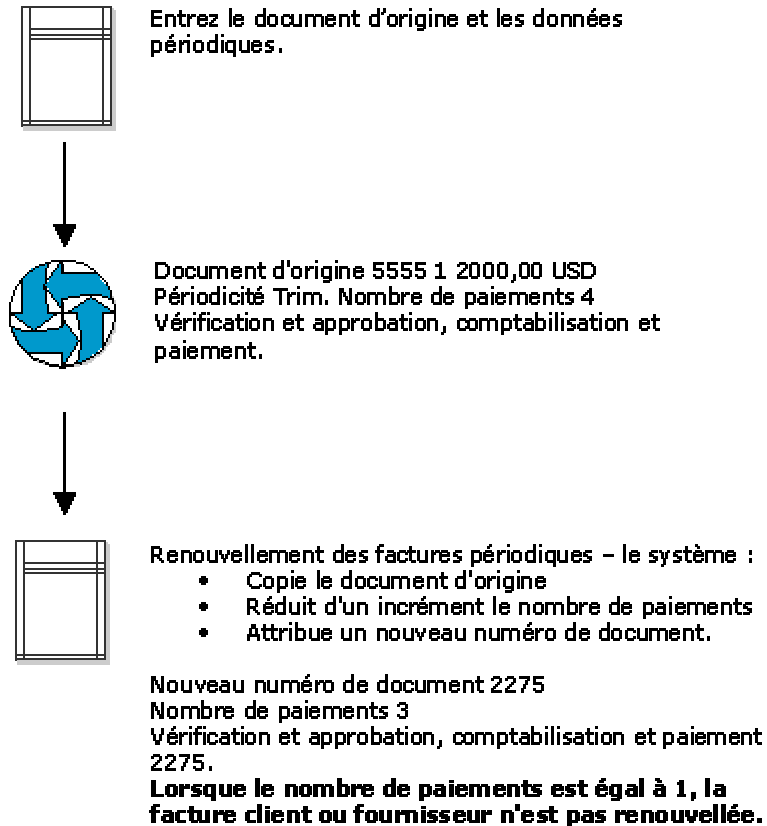 Entrez le document d'origine et les données
périodiques.
Document d'origine 5555 1 2000,00 USD
Périodicité Trim. Nombre de paiements 4
Vérification et approbation, comptabilisation et
paiement.
Renouvellement des factures périodiques – le système :
• Copie le document d'origine
• Réduit d'un incrément le nombre de paiements
• Attribue un nouveau numéro de document.
Nouveau numéro de document 2275
Nombre de paiements 3
Vérification et approbation, comptabilisation et paiement
2275.
Lorsque le nombre de paiements est égal à 1, la
facture client ou fournisseur n'est pas renouvellée.